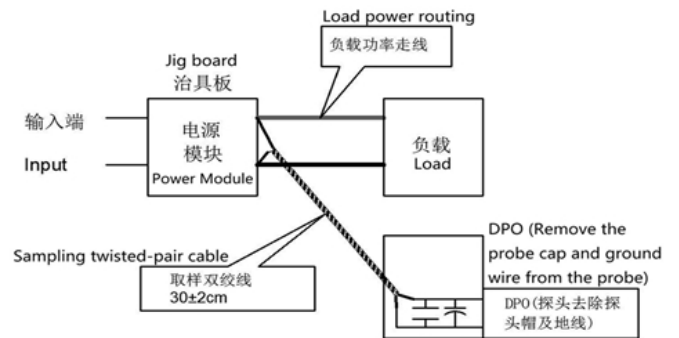 Load power routing
负载功率走线
Jig board
治具板
输入端
电源
模块
Power Module
负载
Load
Input
Sampling twisted-pair cable
取样双绞线
30±2cm
DPO (Remove the
probe cap and ground
wire from the probe)
DPO(探头去除探
头帽及地线)